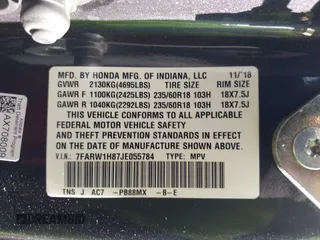 MFD. BY HONDA MFG. OF INDIANA, LLC 11/18
GVWR 2130KG(4695LBS) TIRE SIZE RIM SIZE
GAWR F 1100KG(2425LBS) 235/60R18 103H 18X7.5J
GAWR R 1040KG(2292LBS) 235/60R18 103H 18X7.5J
THIS VEHICLE CONFORMS TO ALL APPLICABLE
FEDERAL MOTOR VEHICLE SAFETY
AND THEFT PREVENTION STANDARDS IN EFFECT
ON THE DATE OF MANUFACTURE SHOWN ABOVE.
V.I.N: 7FARW1H87JE055784 TYPE: MPV
TNS J AC7 -PB88MX -B-E